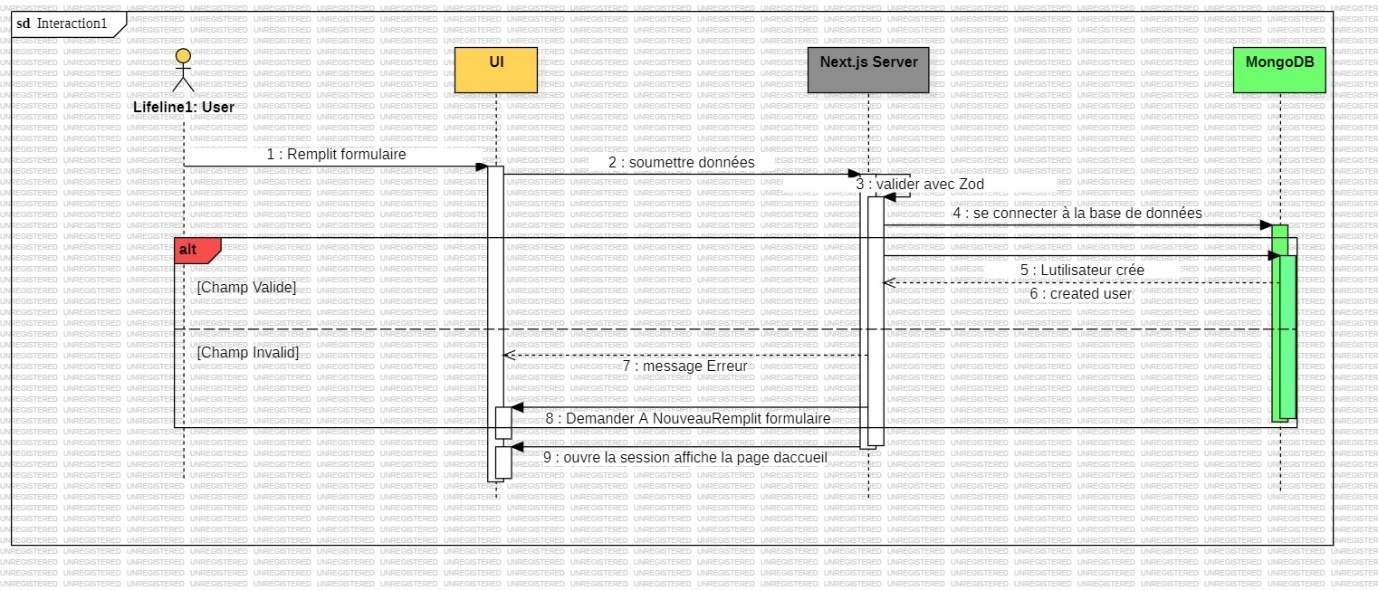 sd Interaction1
UI
Next.js Server
MongoDB
Lifeline1: User
1 : Remplit formulaire
2 : soumettre données
3 : valider avec Zod
4 : se connecter à la base de données
alt
5 : Lutilisateur crée
[Champ Valide]
6 : created user
[Champ Invalid]
7 : message Erreur
8 : Demander A NouveauRemplit formulaire
9 : ouvre la session affiche la page daccueil
UNREGISTERED